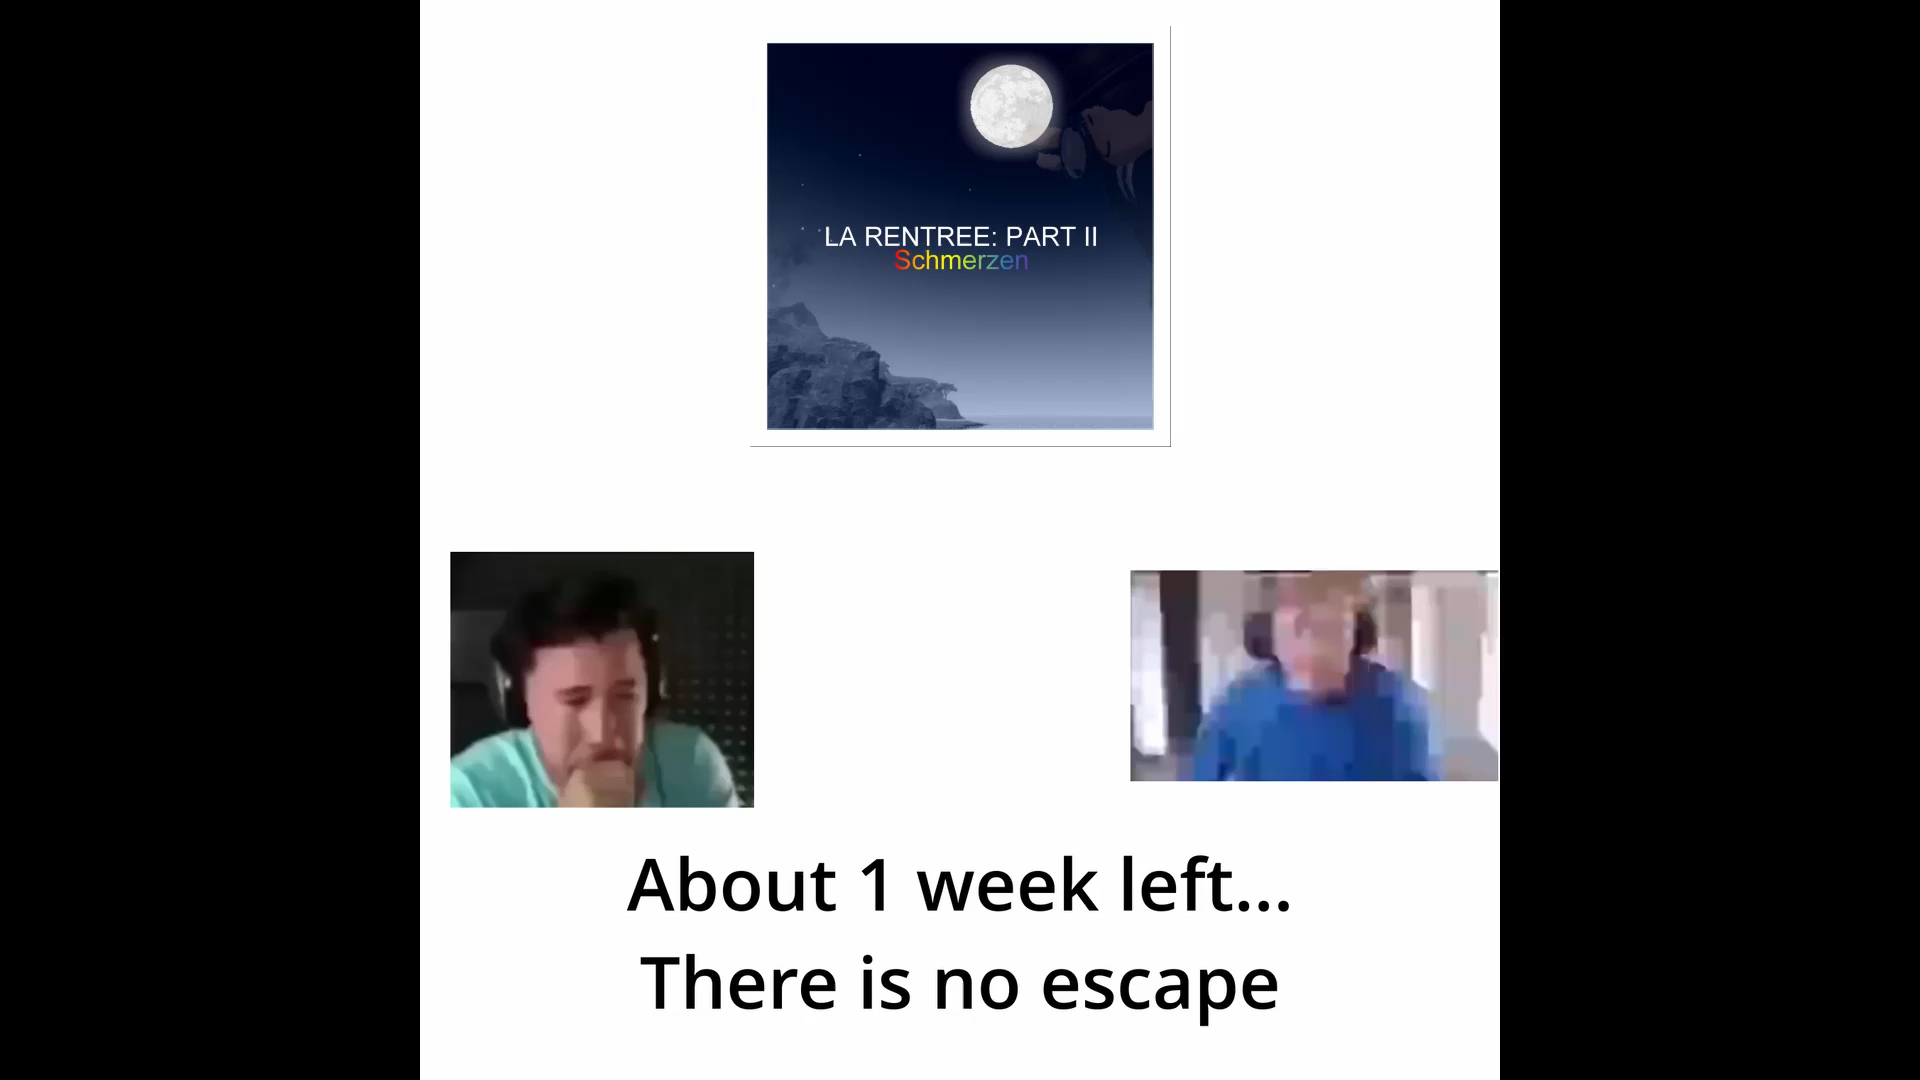 LA RENTREE: PART II
Schmerzen
About 1 week left...
There is no escape